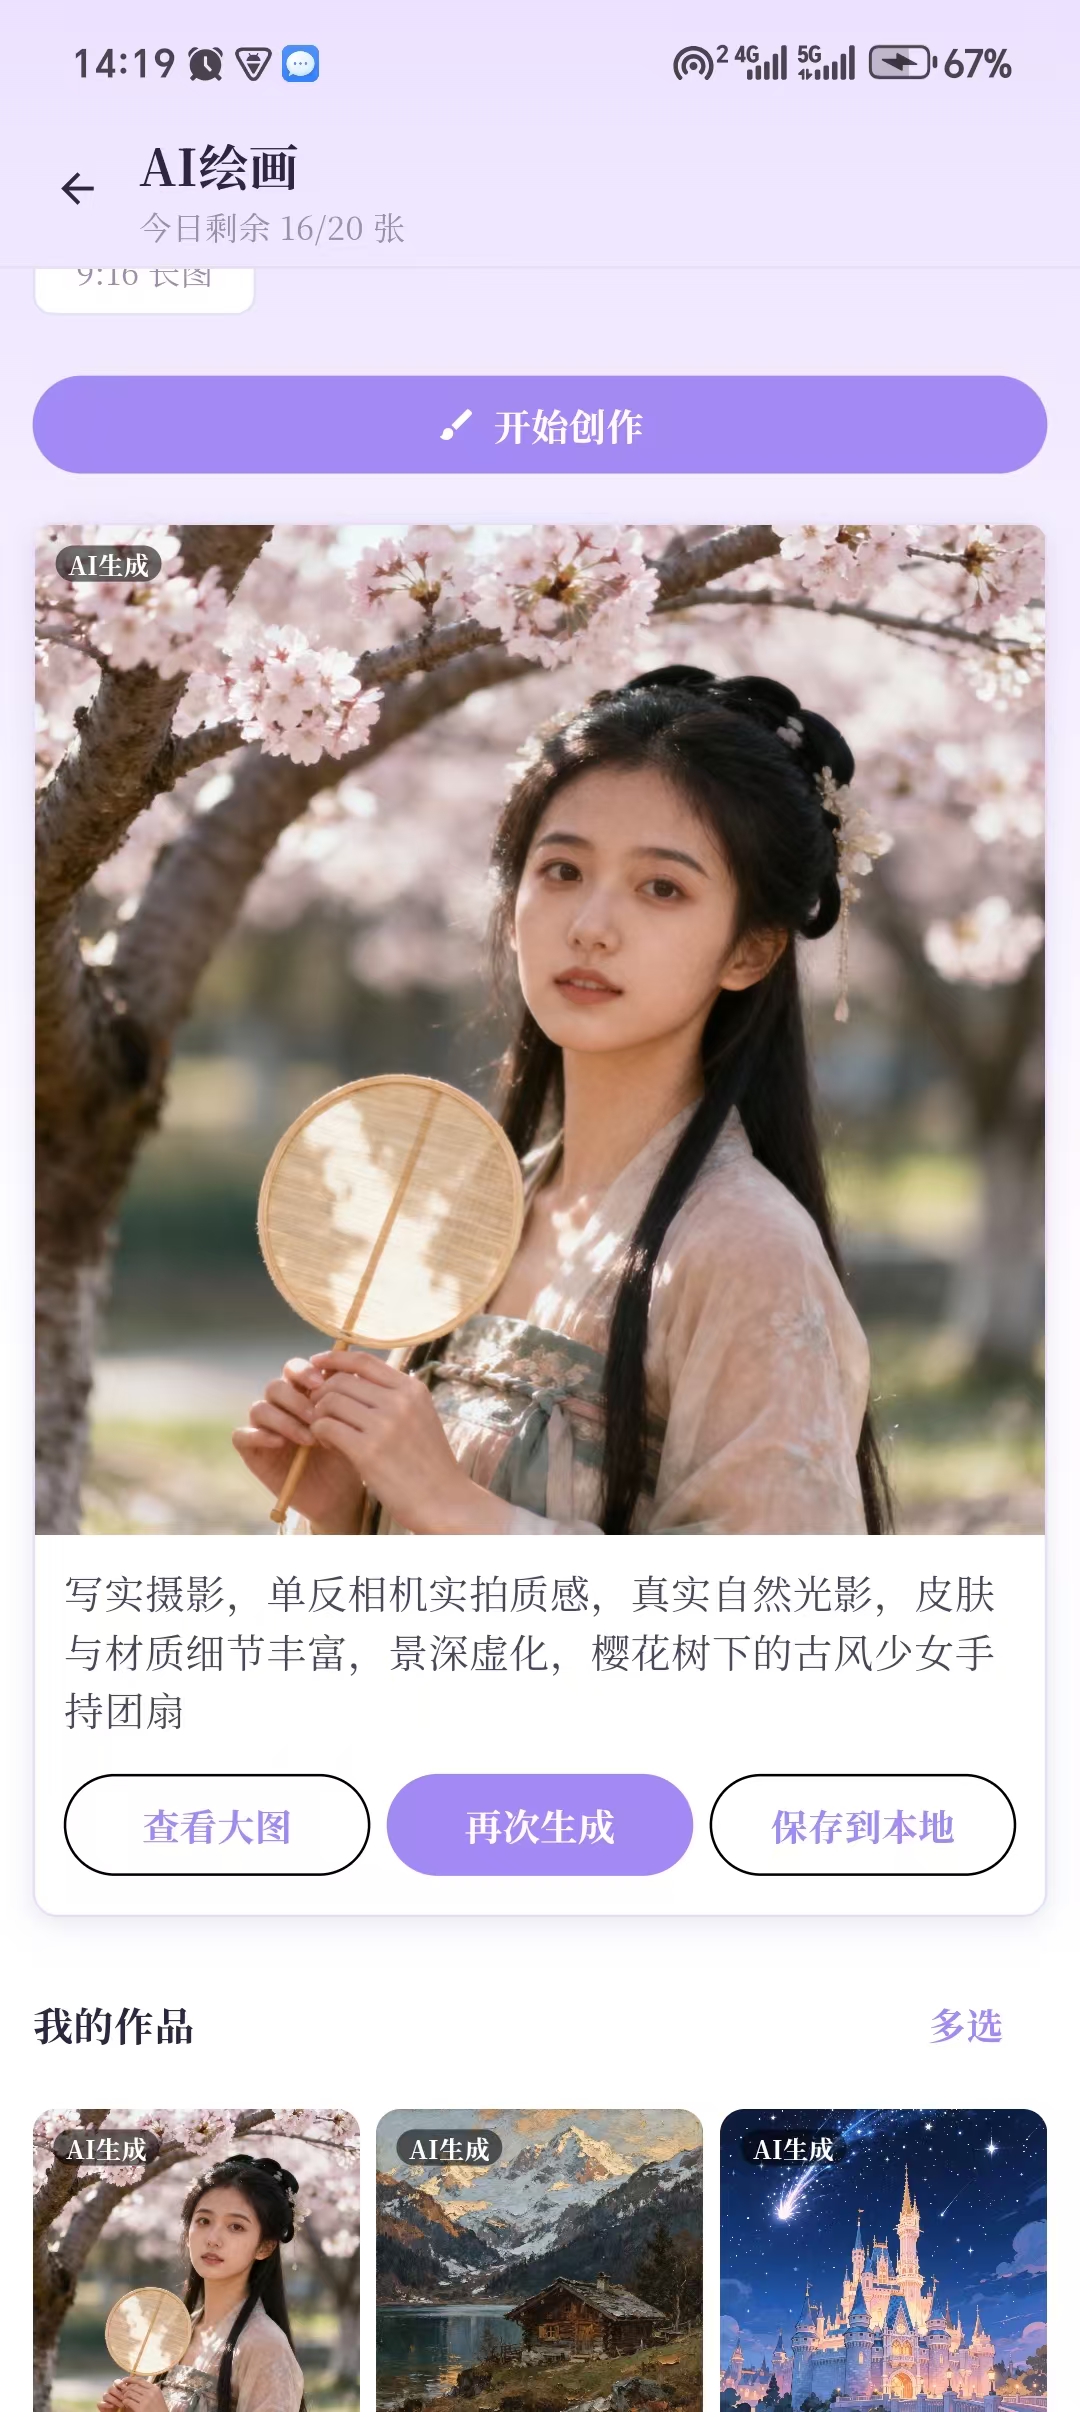 14:19
2 4G 5G 67%
AI绘画
今日剩余 16/20 张
9:16 长图
开始创作
AI生成
写实摄影，单反相机实拍质感，真实自然光影，皮肤
与材质细节丰富，景深虚化，樱花树下的古风少女手
持团扇
查看大图
再次生成
保存到本地
我的作品
多选
AI生成
AI生成
AI生成